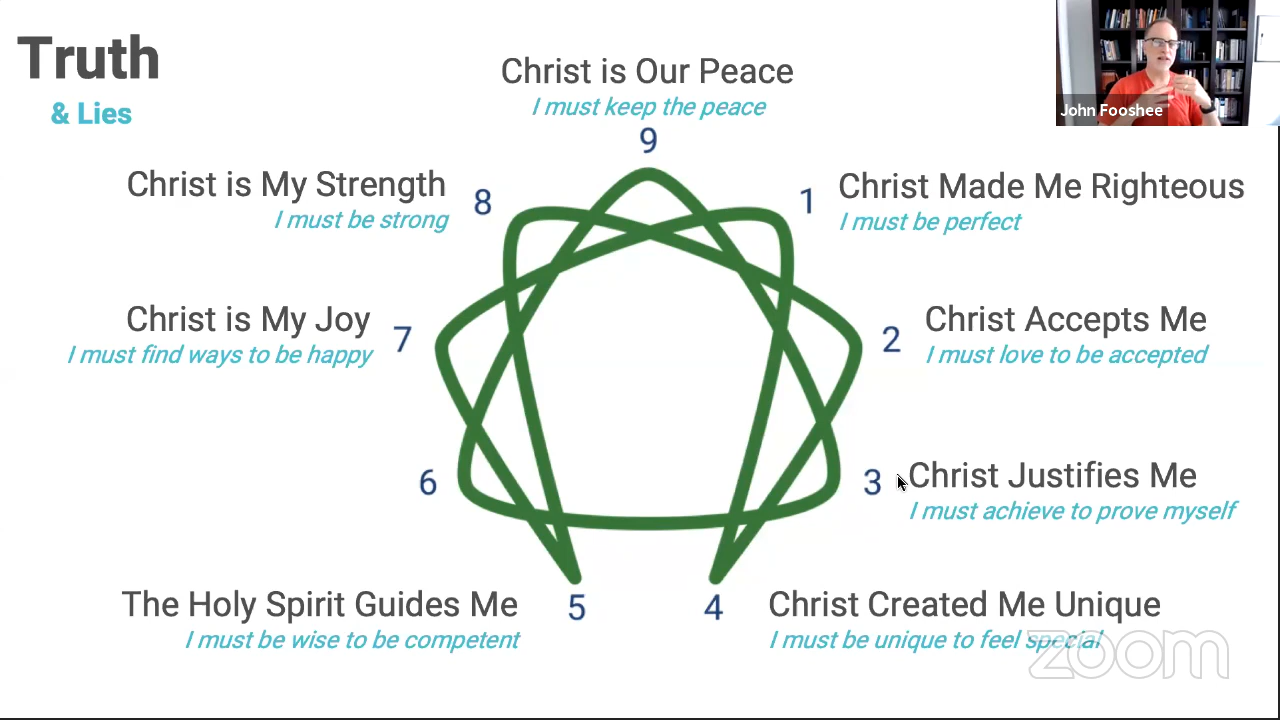 Truth
& Lies
John Fooshee
Christ is Our Peace
I must keep the peace
9
Christ is My Strength
I must be strong
8
1
Christ Made Me Righteous
I must be perfect
Christ is My Joy
I must find ways to be happy
7
2
Christ Accepts Me
I must love to be accepted
6
3
Christ Justifies Me
I must achieve to prove myself
The Holy Spirit Guides Me
I must be wise to be competent
5
4
Christ Created Me Unique
I must be unique to feel special
zoom